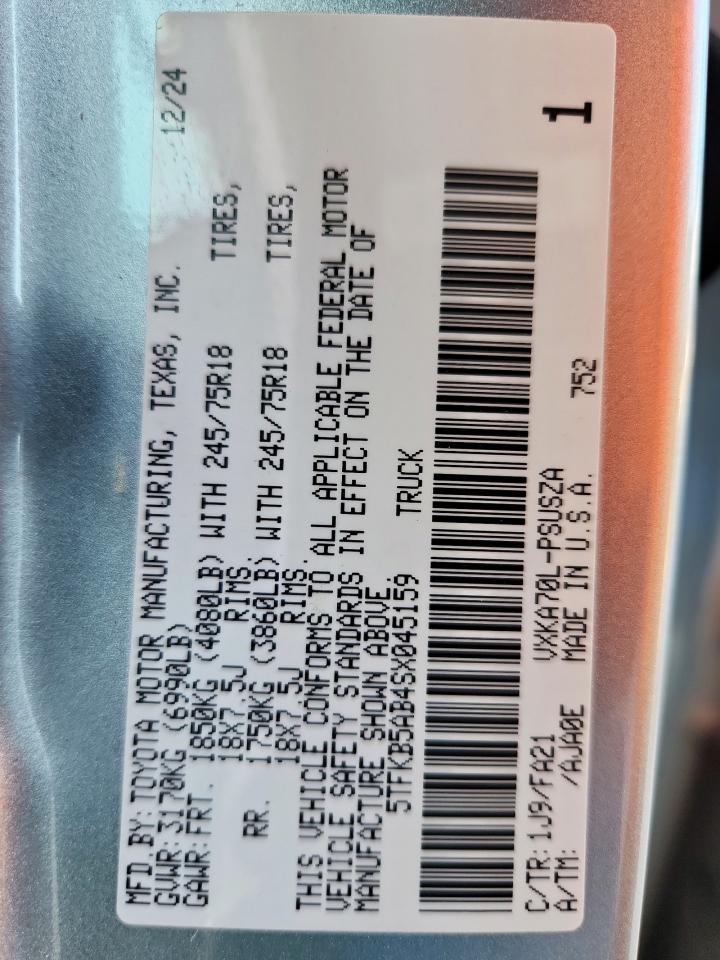 MFD.BY:TOYOTA MOTOR MANUFACTURING, TEXAS, INC. 12/24
GVWR:3170KG (6990LB)
GAWR:FRT. 1850KG (4080LB) WITH 245/75R18 TIRES,
18X7.5J RIMS.
RR. 1750KG (3860LB) WITH 245/75R18 TIRES,
18X7.5J RIMS.
THIS VEHICLE CONFORMS TO ALL APPLICABLE FEDERAL MOTOR
VEHICLE SAFETY STANDARDS IN EFFECT ON THE DATE OF
MANUFACTURE SHOWN ABOVE.
5TFKB5AB4SX045159 TRUCK
C/TR:1J9/FA21 VXKA70L-PSUSZA 1
A/TM: /AJA0E MADE IN U.S.A. 752